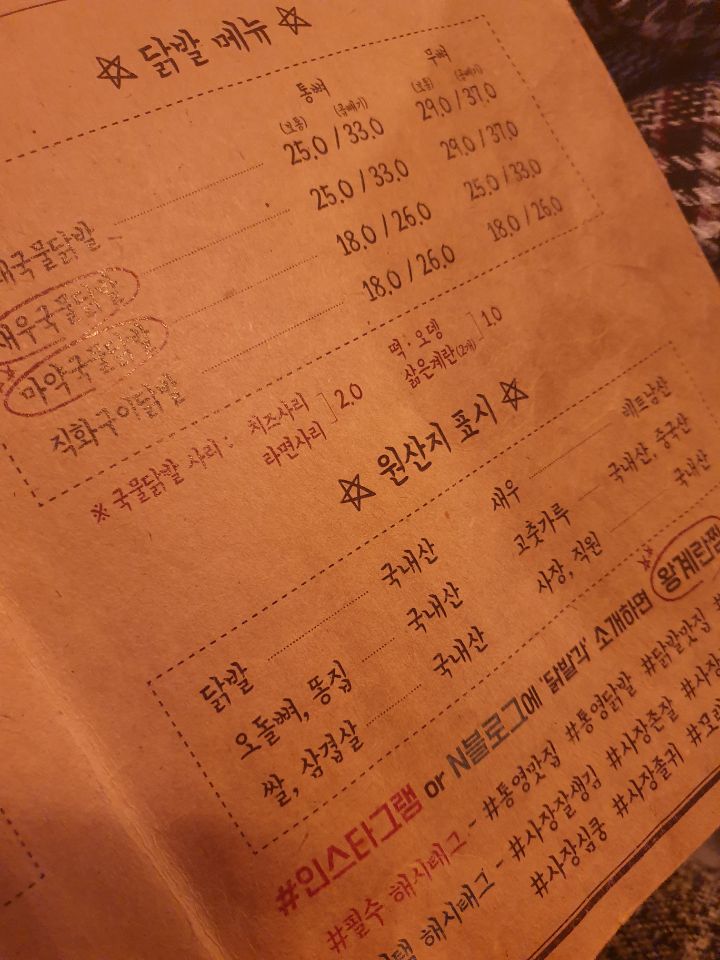 ☆ 닭발 메뉴 ☆
통뼈 무뼈
(보통) (곱빼기) (보통) (곱빼기)
국물닭발 25.0 / 33.0 29.0 / 37.0
새우국물닭발 25.0 / 33.0 29.0 / 37.0
마약국물닭발 18.0 / 26.0 25.0 / 33.0
직화구이닭발 18.0 / 26.0 18.0 / 26.0
※ 국물닭발 사리 : 치즈사리 라면사리 ] 2.0
떡 · 오뎅 삶은계란(2개) ] 1.0
☆ 원산지 표시 ☆
닭발 국내산 새우 베트남산
오돌뼈, 똥집 국내산 고춧가루 국내산, 중국산
쌀, 삼겹살 국내산 사장, 직원 국내산
#인스타그램 or N블로그에 '닭발각' 소개하면 왕계란찜
#필수 해시태그 - #통영맛집 #통영닭발 #닭발맛집
해시태그 - #사장잘생김 #사장존잘
#사장심쿵 #사장졸귀